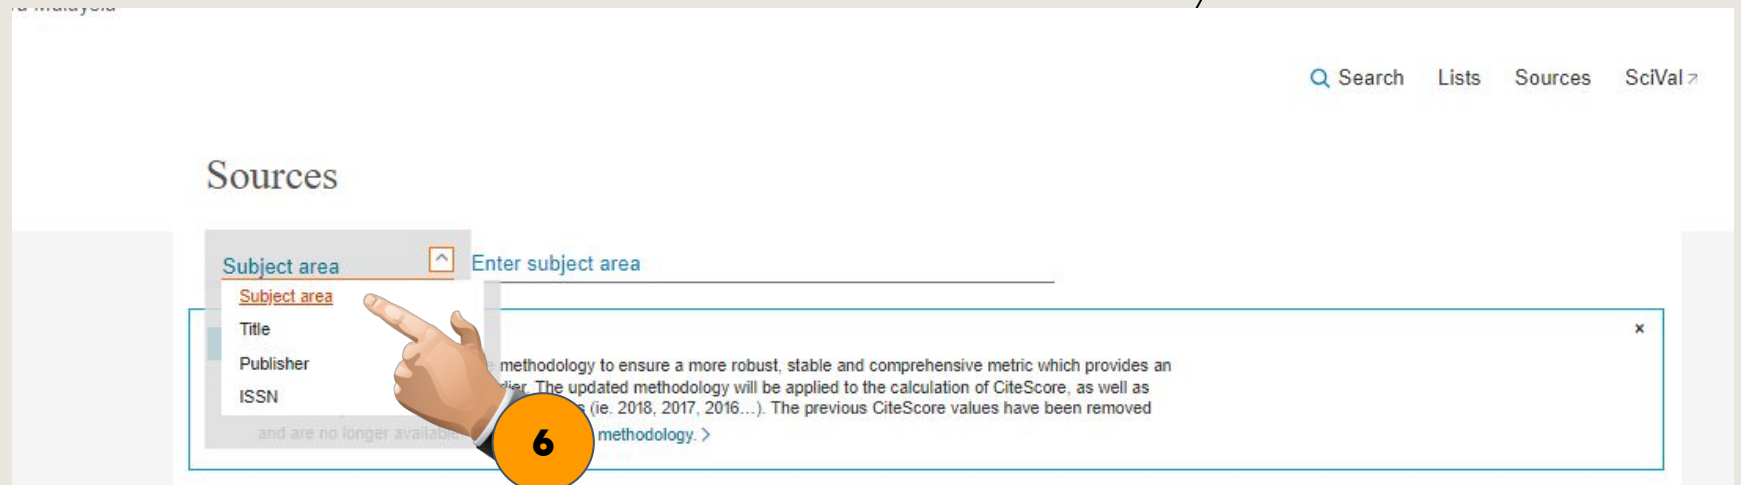 Search Lists Sources SciVal
Sources
Subject area
Enter subject area
Subject area
Title
Publisher
ISSN
methodology to ensure a more robust, stable and comprehensive metric which provides an
The updated methodology will be applied to the calculation of CiteScore, as well as
(ie. 2018, 2017, 2016...). The previous CiteScore values have been removed
and are no longer available
methodology. >
6